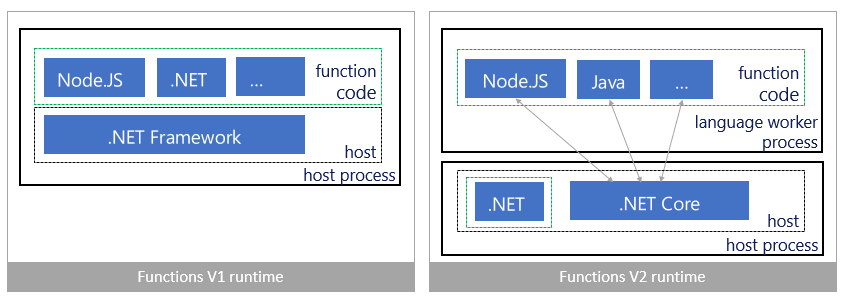 Node.JS
.NET
...
function
code
.NET Framework
host
host process
Functions V1 runtime
Node.JS
Java
...
function
code
language worker
process
.NET
.NET Core
host
host process
Functions V2 runtime